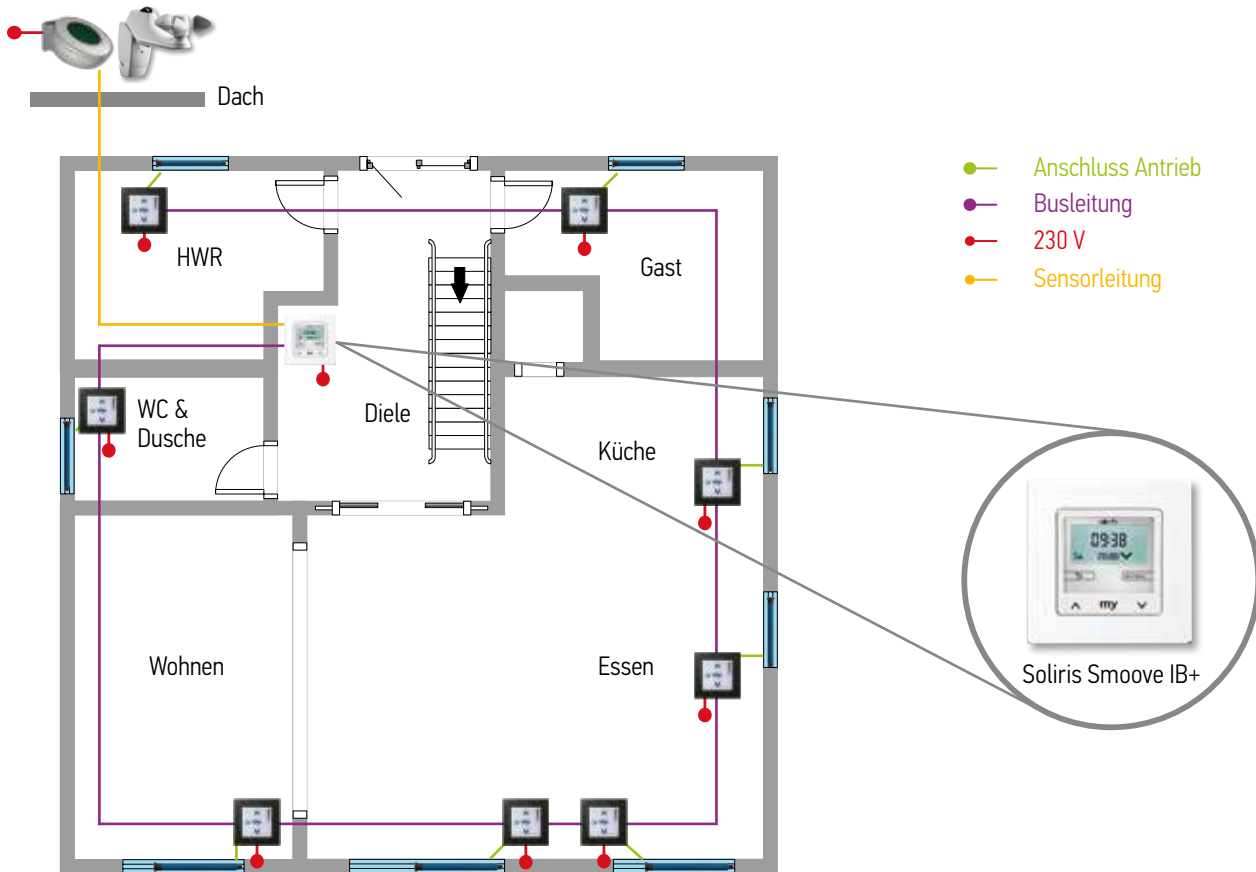 Dach
Anschluss Antrieb
Busleitung
230 V
Sensorleitung
HWR
Gast
WC &
Dusche
Diele
Küche
09:38
my
Wohnen
Essen
Soliris Smoove IB+